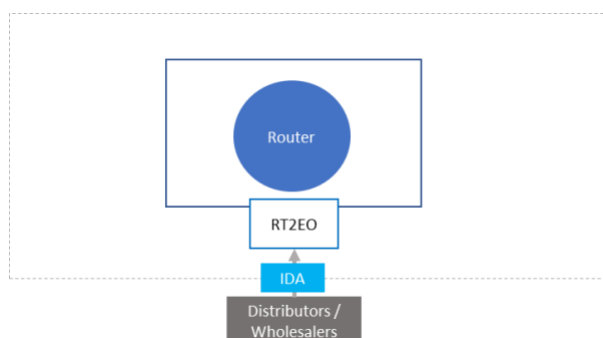 Router
RT2EO
IDA
Distributors /
Wholesalers